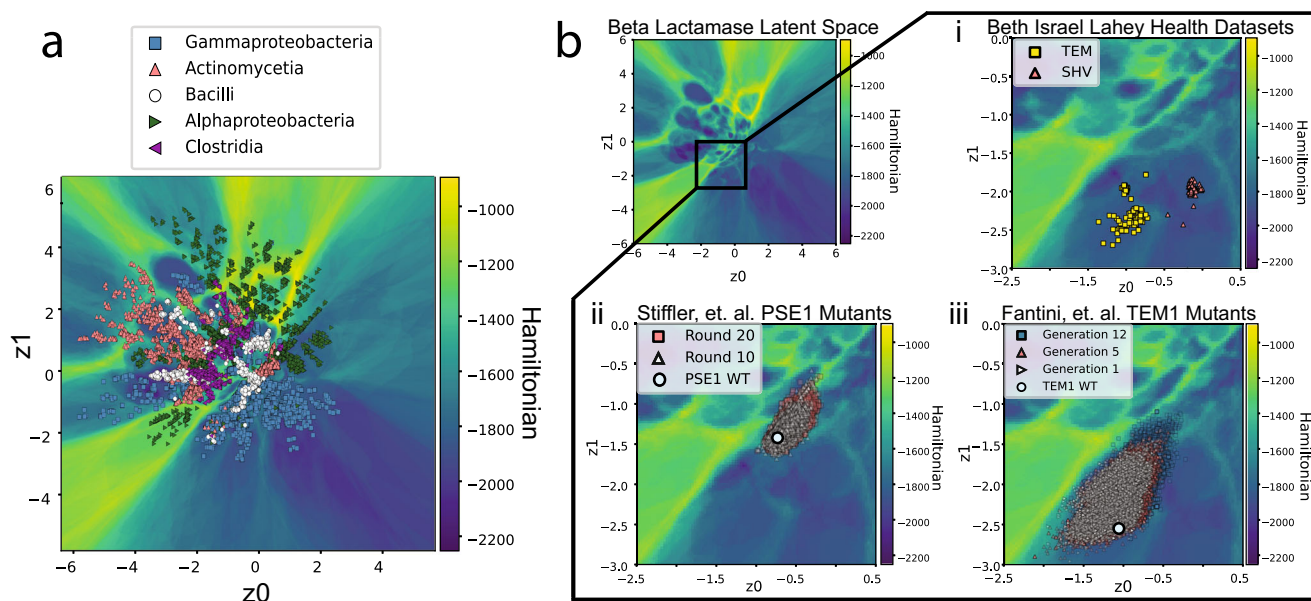 a
Gammaproteobacteria
Actinomycetia
Bacilli
Alphaproteobacteria
Clostridia
6
4
2
0
−2
−4
z1
−6 −4 −2 0 2 4
z0
−1000
−1200
−1400
−1600
−1800
−2000
−2200
Hamiltonian
b
Beta Lactamase Latent Space
6
4
2
0
−2
−4
6
z1
−6 −4 −2 0 2 4 6
z0
−1000
−1200
−1400
−1600
−1800
−2000
−2200
Hamiltonian
i
Beth Israel Lahey Health Datasets
TEM
SHV
0.0
−0.5
−1.0
−1.5
−2.0
−2.5
−3.0
z1
−2.5 −1.5 −0.5 0.5
z0
−1000
−1200
−1400
−1600
−1800
−2000
−2200
Hamiltonian
ii
Stiffler, et. al. PSE1 Mutants
Round 20
Round 10
PSE1 WT
0.0
−0.5
−1.0
−1.5
−2.0
−2.5
−3.0
z1
−2.5 −1.5 −0.5 0.5
z0
−1000
−1200
−1400
−1600
−1800
−2000
−2200
Hamiltonian
iii
Fantini, et. al. TEM1 Mutants
Generation 12
Generation 5
Generation 1
TEM1 WT
0.0
−0.5
−1.0
−1.5
−2.0
−2.5
−3.0
z1
−2.5 −1.5 −0.5 0.5
z0
−1000
−1200
−1400
−1600
−1800
−2000
−2200
Hamiltonian